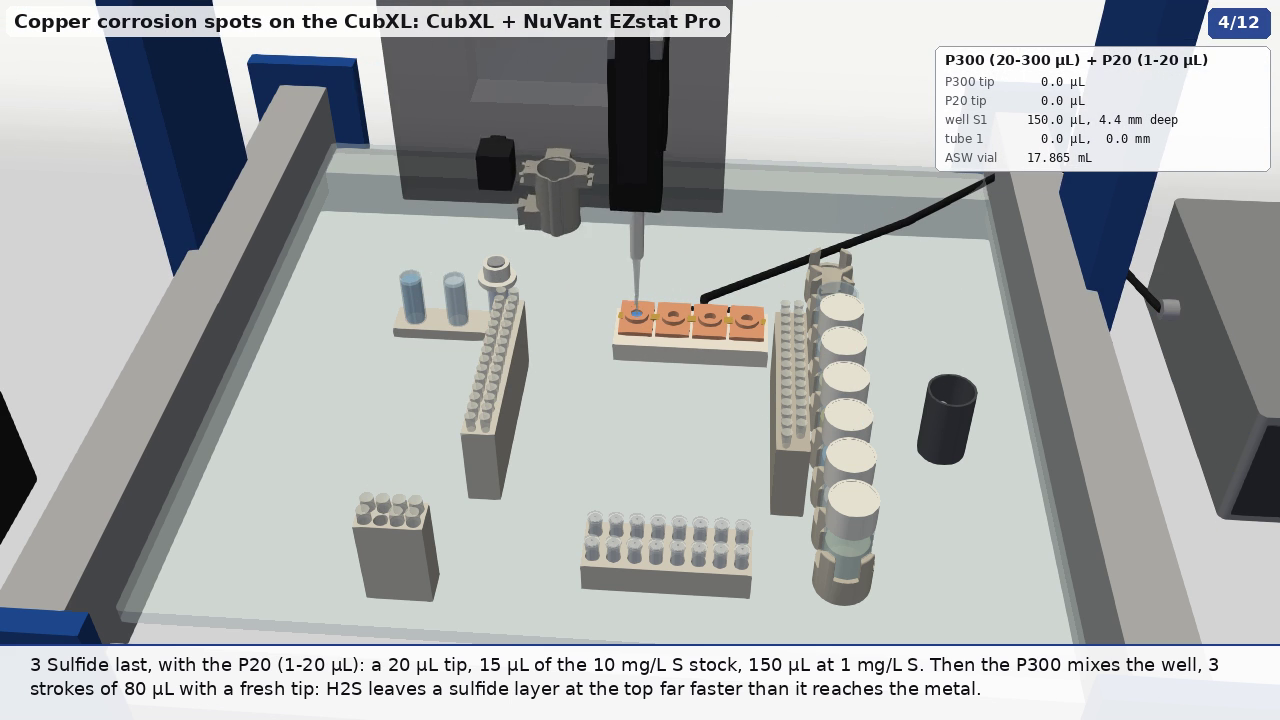 Copper corrosion spots on the CubXL: CubXL + NuVant EZstat Pro
4/12
P300 (20-300 µL) + P20 (1-20 µL)
P300 tip 0.0 µL
P20 tip 0.0 µL
well S1 150.0 µL, 4.4 mm deep
tube 1 0.0 µL, 0.0 mm
ASW vial 17.865 mL
3 Sulfide last, with the P20 (1-20 µL): a 20 µL tip, 15 µL of the 10 mg/L S stock, 150 µL at 1 mg/L S. Then the P300 mixes the well, 3
strokes of 80 µL with a fresh tip: H2S leaves a sulfide layer at the top far faster than it reaches the metal.